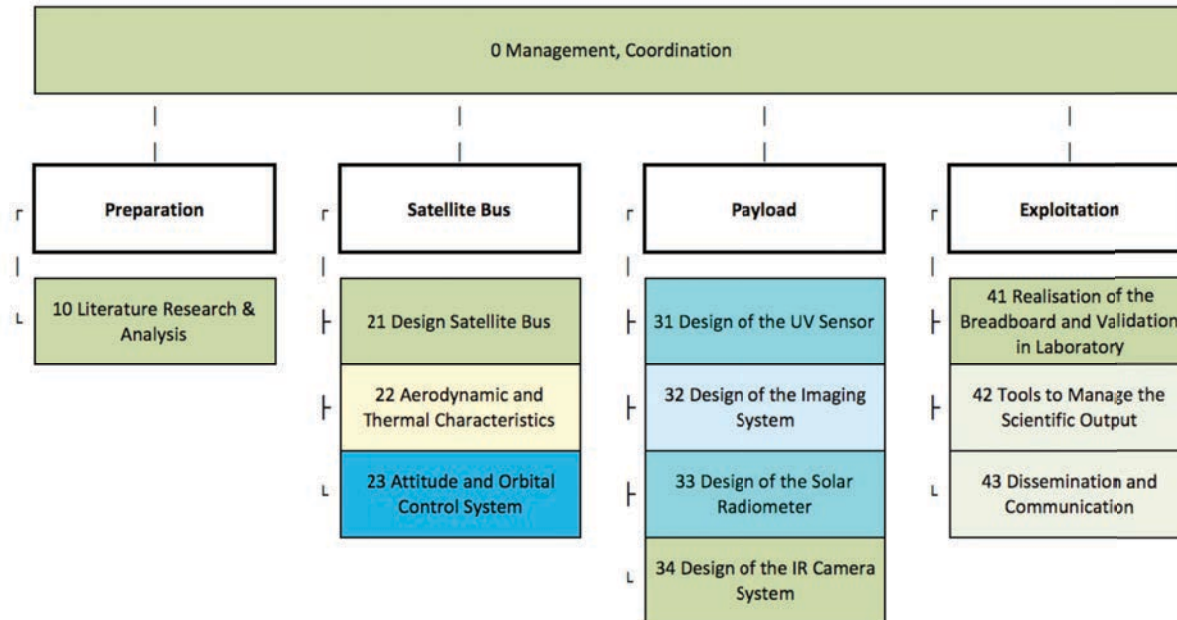 0 Management, Coordination
Preparation
Satellite Bus
Payload
Exploitation
10 Literature Research &
Analysis
21 Design Satellite Bus
22 Aerodynamic and
Thermal Characteristics
23 Attitude and Orbital
Control System
31 Design of the UV Sensor
32 Design of the Imaging
System
33 Design of the Solar
Radiometer
34 Design of the IR Camera
System
41 Realisation of the
Breadboard and Validation
in Laboratory
42 Tools to Manage the
Scientific Output
43 Dissemination and
Communication